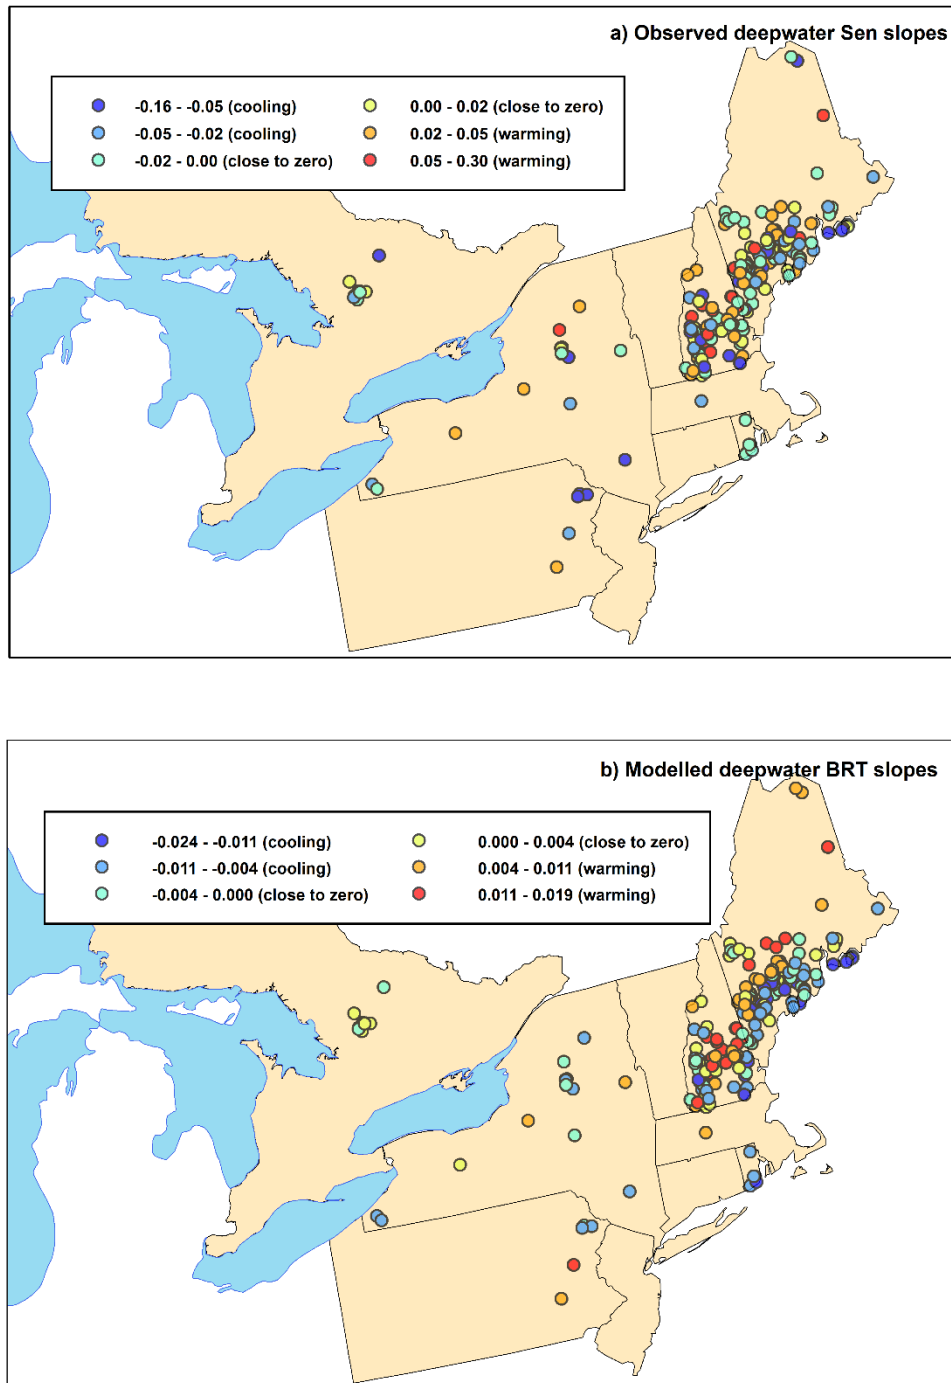 a) Observed deepwater Sen slopes
-0.16 - -0.05 (cooling)
0.00 - 0.02 (close to zero)
-0.05 - -0.02 (cooling)
0.02 - 0.05 (warming)
-0.02 - 0.00 (close to zero)
0.05 - 0.30 (warming)
b) Modelled deepwater BRT slopes
-0.024 - -0.011 (cooling)
0.000 - 0.004 (close to zero)
-0.011 - -0.004 (cooling)
0.004 - 0.011 (warming)
-0.004 - 0.000 (close to zero)
0.011 - 0.019 (warming)